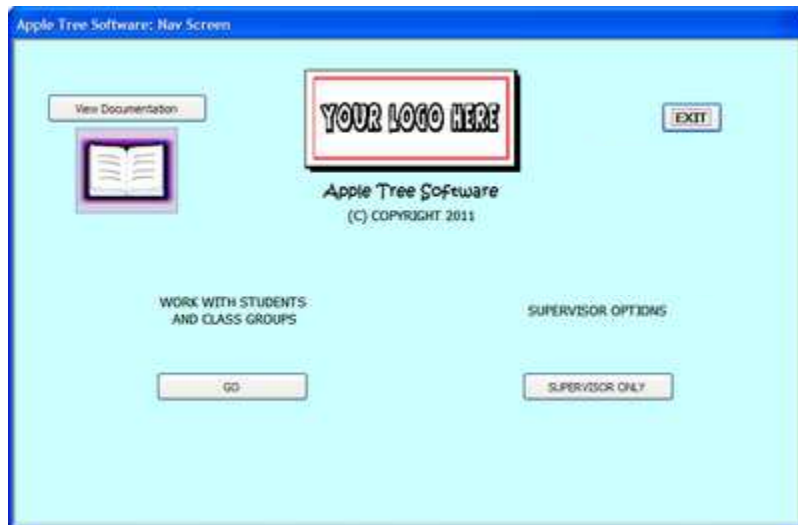 Apple Tree Software: Nav Screen
View Documentation
YOUR LOGO HERE
EXIT
Apple Tree Software
(C) COPYRIGHT 2011
WORK WITH STUDENTS
AND CLASS GROUPS
SUPERVISOR OPTIONS
GO
SUPERVISOR ONLY